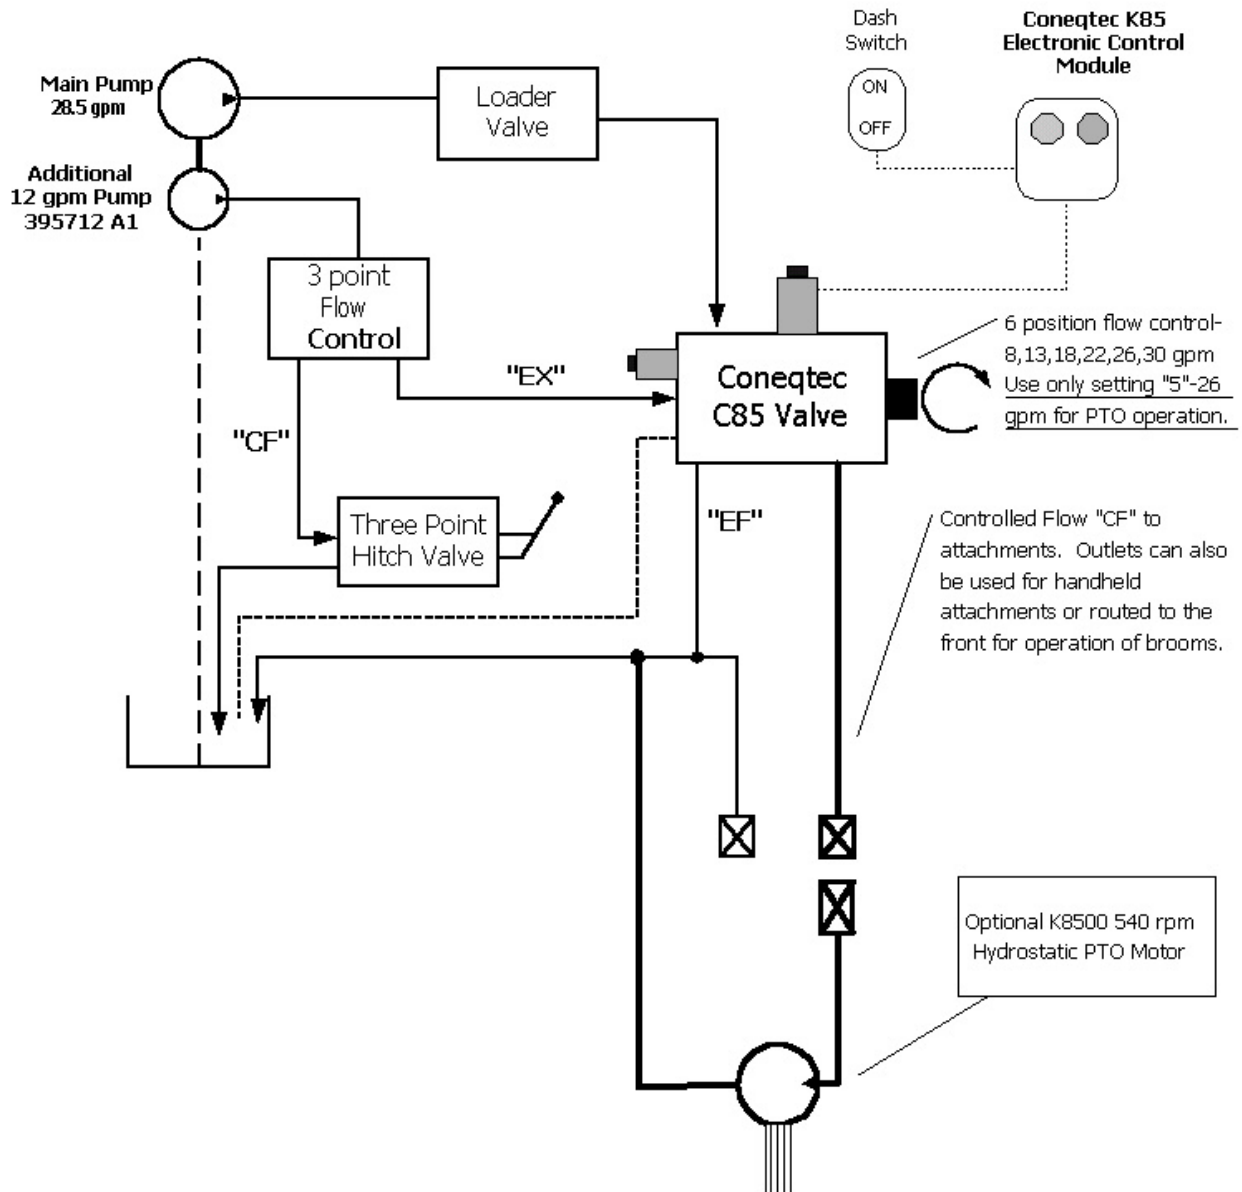 Dash
Switch
Coneqtec K85
Electronic Control
Module
ON
OFF
Main Pump
28.5 gpm
Loader
Valve
Additional
12 gpm Pump
395712 A1
3 point
Flow
Control
"EX"
"CF"
Coneqtec
C85 Valve
6 position flow control-
8,13,18,22,26,30 gpm
Use only setting "5"-26
gpm for PTO operation.
Three Point
Hitch Valve
"EF"
Controlled Flow "CF" to
attachments. Outlets can also
be used for handheld
attachments or routed to the
front for operation of brooms.
Optional K8500 540 rpm
Hydrostatic PTO Motor